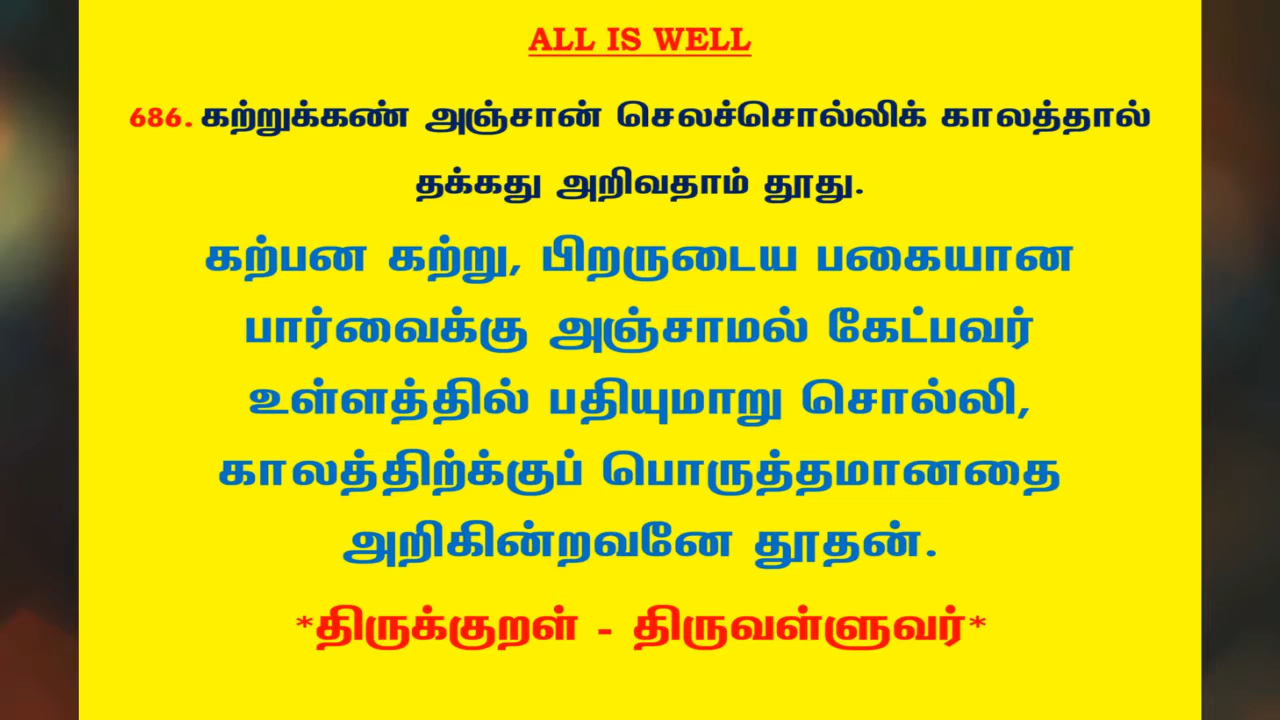 ALL IS WELL
686. கற்றுக்கண் அஞ்சான் செலச்சொல்லிக் காலத்தால்
தக்கது அறிவதாம் தூது.
கற்பன கற்று, பிறருடைய பகையான
பார்வைக்கு அஞ்சாமல் கேட்பவர்
உள்ளத்தில் பதியுமாறு சொல்லி,
காலத்திற்க்குப் பொருத்தமானதை
அறிகின்றவனே தூதன்.
*திருக்குறள் - திருவள்ளுவர்*